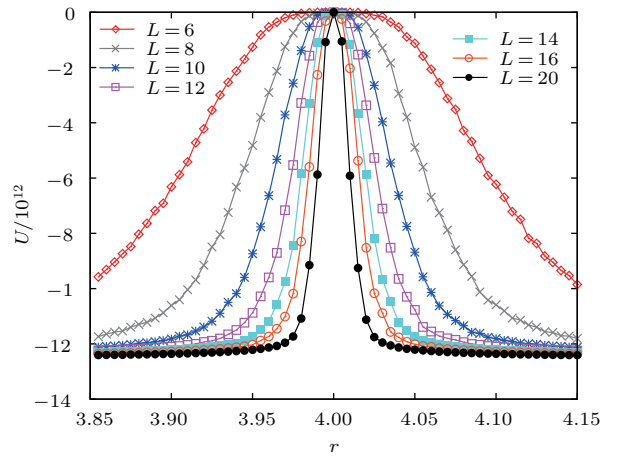 0
−2
−4
−6
−8
−1
−12
−14
U/10¹²
L = 6
L = 8
L = 10
L = 12
L = 14
L = 16
L = 20
3.85 3.90 3.95 4.00 4.05 4.10 4.15
r